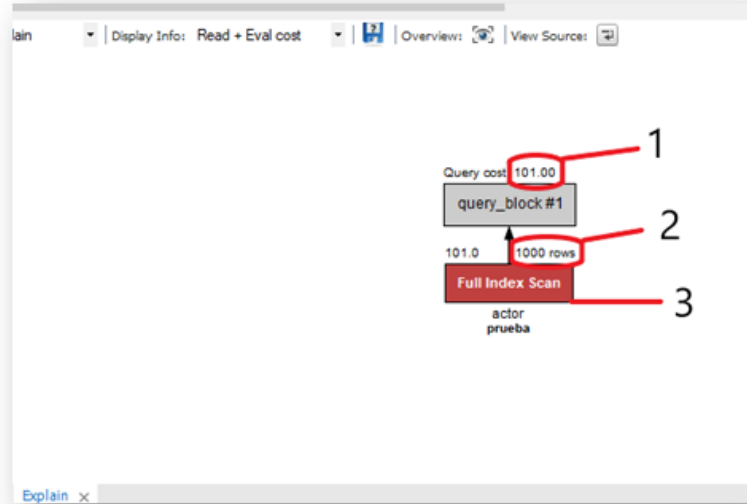 lain Display Info: Read + Eval cost Overview: View Source:
1
Query cost: 101.00
query_block #1
2
101.0 1000 rows
Full Index Scan
3
actor
prueba
Explain